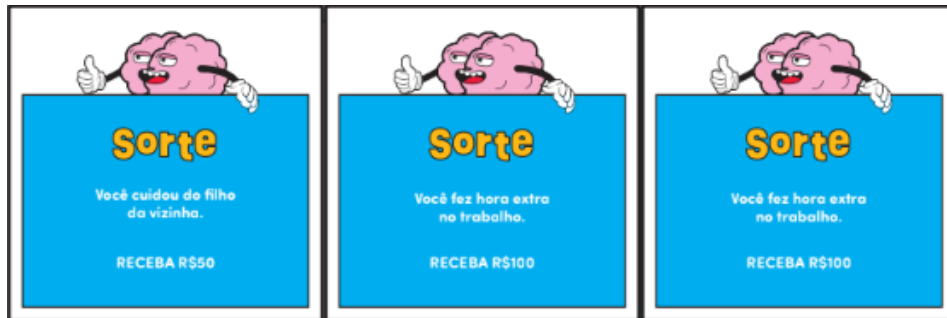 Sorte
Você cuidou do filho
da vizinha.
RECEBA R$50
Sorte
Você fez hora extra
no trabalho.
RECEBA R$100
Sorte
Você fez hora extra
no trabalho.
RECEBA R$100